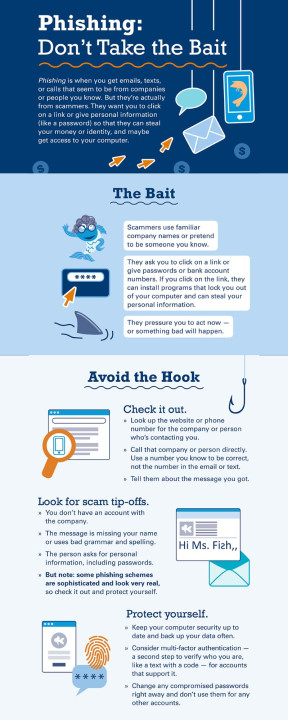 Phishing:
Don't Take the Bait
Phishing is when you get emails, texts,
or calls that seem to be from companies
or people you know. But they're actually
from scammers. They want you to click
on a link or give personal information
(like a password) so that they can steal
your money or identity, and maybe
get access to your computer.
$
$
$
The Bait
Scammers use familiar
company names or pretend
to be someone you know.
They ask you to click on a link or
give passwords or bank account
numbers. If you click on the link, they
can install programs that lock you out
of your computer and can steal your
personal information.
****
They pressure you to act now —
or something bad will happen.
Avoid the Hook
Check it out.
» Look up the website or phone
number for the company or person
who's contacting you.
» Call that company or person directly.
Use a number you know to be correct,
not the number in the email or text.
» Tell them about the message you got.
Look for scam tip-offs.
» You don't have an account with
the company.
» The message is missing your name
or uses bad grammar and spelling.
» The person asks for personal
information, including passwords.
» But note: some phishing schemes
are sophisticated and look very real,
so check it out and protect yourself.
Hi Ms. Fizh,,
Protect yourself.
» Keep your computer security up to
date and back up your data often.
» Consider multi-factor authentication —
a second step to verify who you are,
like a text with a code — for accounts
that support it.
» Change any compromised passwords
right away and don't use them for any
other accounts.
****